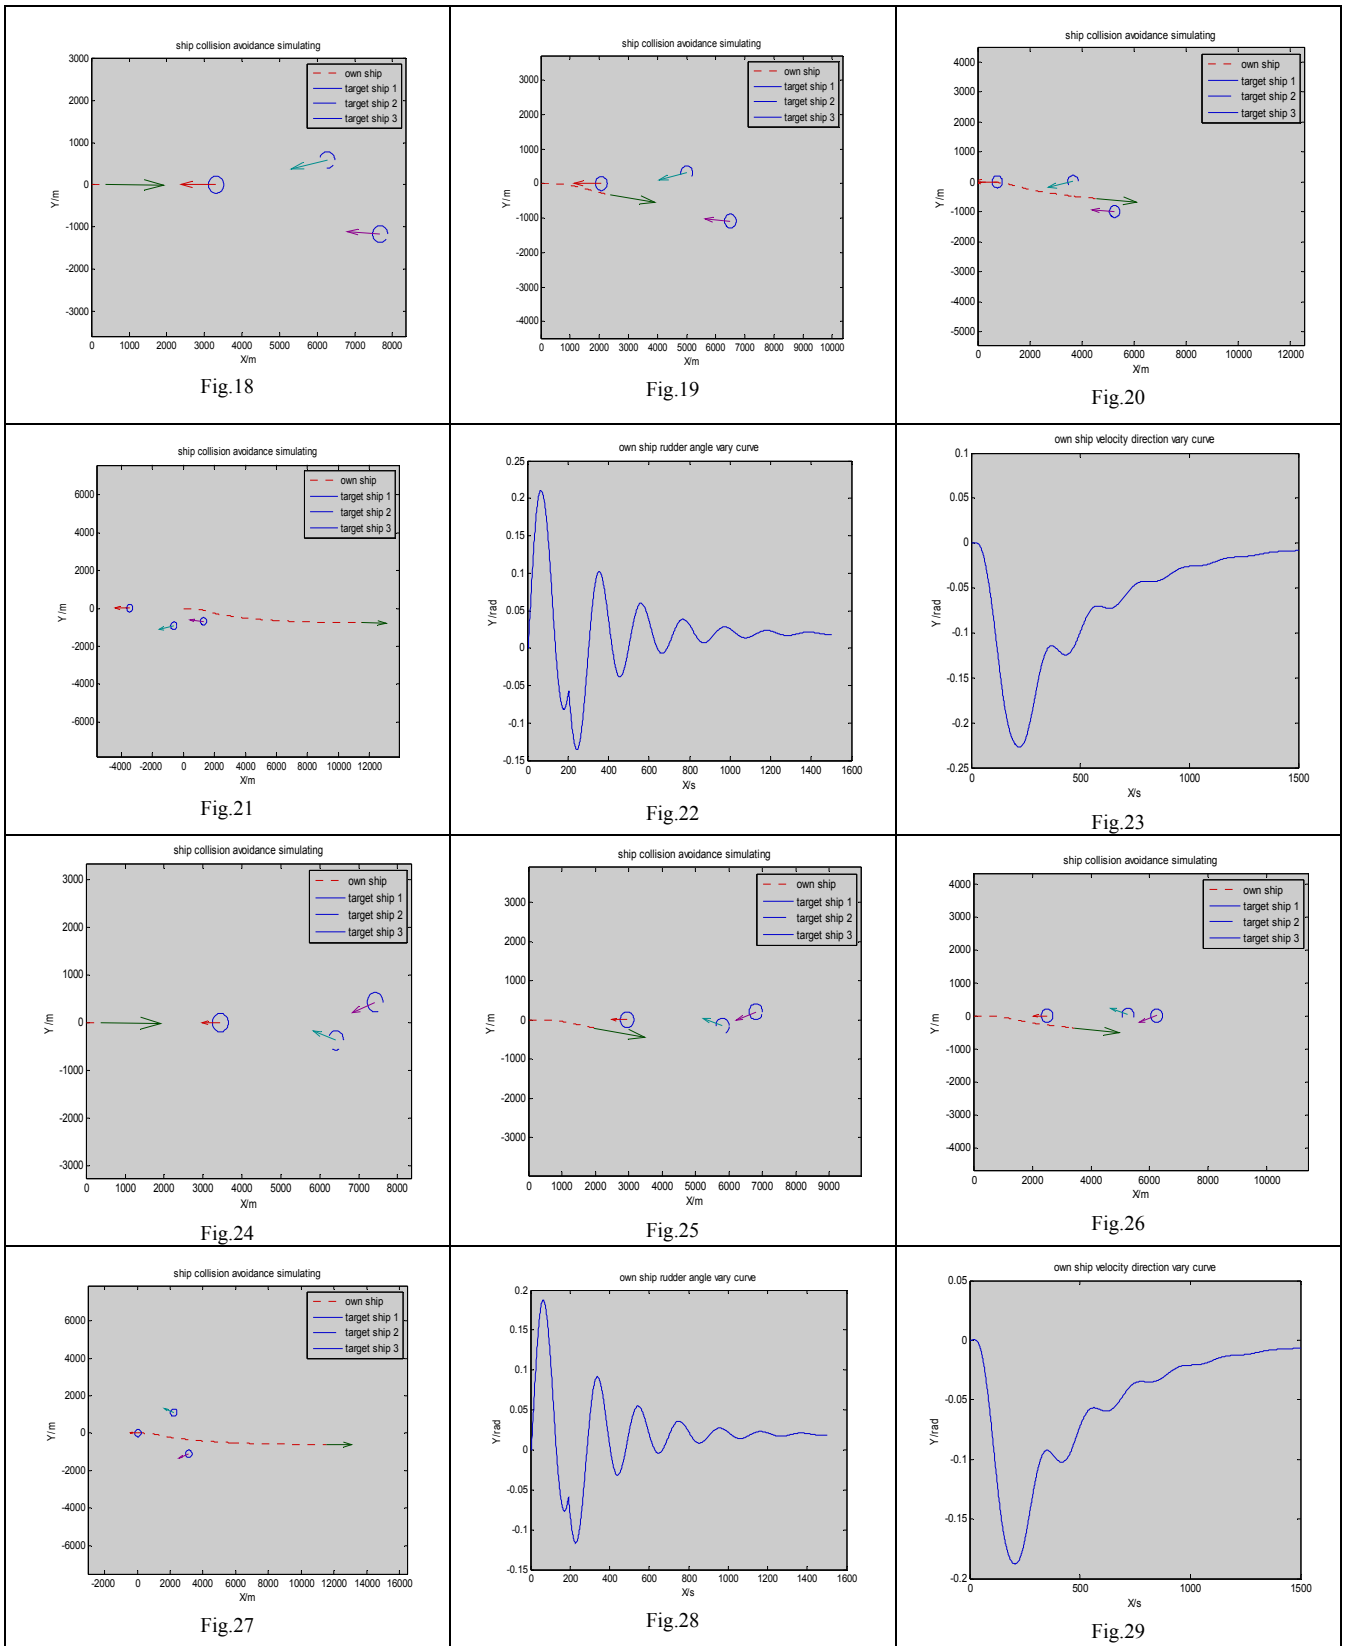 ship collision avoidance simulating
own ship
target ship 1
target ship 2
target ship 3
3000
2000
1000
0
-1000
-2000
-3000
Y/m
0 1000 2000 3000 4000 5000 6000 7000 8000
X/m
Fig.18
ship collision avoidance simulating
own ship
target ship 1
target ship 2
target ship 3
3000
2000
1000
0
-1000
-2000
-3000
-4000
Y/m
0 1000 2000 3000 4000 5000 6000 7000 8000 9000 10000
X/m
Fig.19
ship collision avoidance simulating
own ship
target ship 1
target ship 2
target ship 3
4000
3000
2000
1000
0
-1000
-2000
-3000
-4000
-5000
Y/m
0 2000 4000 6000 8000 10000 12000
X/m
Fig.20
ship collision avoidance simulating
own ship
target ship 1
target ship 2
target ship 3
6000
4000
2000
0
-2000
-4000
-6000
Y/m
-4000 -2000 0 2000 4000 6000 8000 10000 12000
X/m
Fig.21
own ship rudder angle vary curve
0.25
0.2
0.15
0.1
0.05
0
-0.05
-0.1
-0.15
Y/rad
0 200 400 600 800 1000 1200 1400 1600
X/s
Fig.22
own ship velocity direction vary curve
0.1
0.05
0
-0.05
-0.1
-0.15
-0.2
-0.25
Y/rad
0 500 1000 1500
X/s
Fig.23
ship collision avoidance simulating
own ship
target ship 1
target ship 2
target ship 3
3000
2000
1000
0
-1000
-2000
-3000
Y/m
0 1000 2000 3000 4000 5000 6000 7000 8000
X/m
Fig.24
ship collision avoidance simulating
own ship
target ship 1
target ship 2
target ship 3
3000
2000
1000
0
-1000
-2000
-3000
Y/m
0 1000 2000 3000 4000 5000 6000 7000 8000 9000
X/m
Fig.25
ship collision avoidance simulating
own ship
target ship 1
target ship 2
target ship 3
4000
3000
2000
1000
0
-1000
-2000
-3000
-4000
Y/m
0 2000 4000 6000 8000 10000
X/m
Fig.26
ship collision avoidance simulating
own ship
target ship 1
target ship 2
target ship 3
6000
4000
2000
0
-2000
-4000
-6000
Y/m
-2000 0 2000 4000 6000 8000 10000 12000 14000 16000
X/m
Fig.27
own ship rudder angle vary curve
0.2
0.15
0.1
0.05
0
-0.05
-0.1
-0.15
Y/rad
0 200 400 600 800 1000 1200 1400 1600
X/s
Fig.28
own ship velocity direction vary curve
0.05
0
-0.05
-0.1
-0.15
-0.2
Y/rad
0 500 1000 1500
X/s
Fig.29